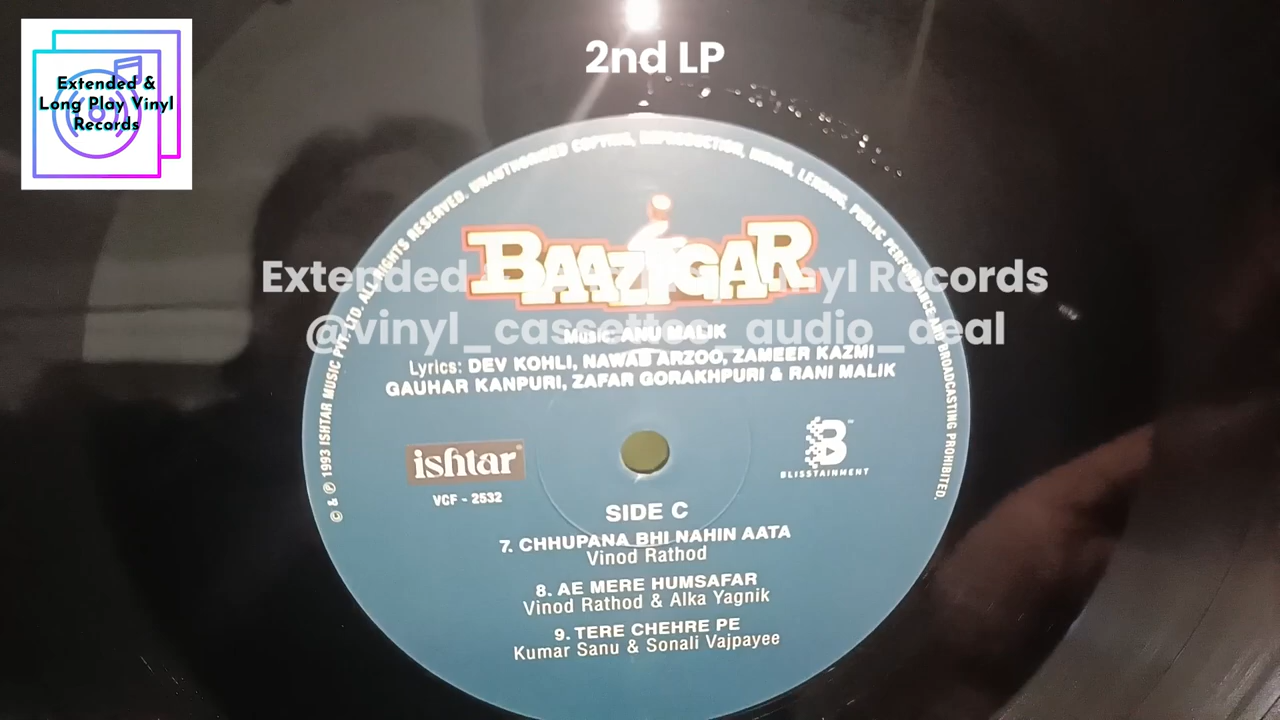 2nd LP
Extended &
Long Play Vinyl
Records
© & ℗ 1993 ISHTAR MUSIC PVT. LTD. ALL RIGHTS RESERVED. UNAUTHORISED COPYING, REPRODUCTION, HIRING, LENDING, PUBLIC PERFORMANCE AND BROADCASTING PROHIBITED.
BAAZIGAR
Extended Vinyl Records
@vinyl_cassettes_audio_deal
Music: ANU MALIK
Lyrics: DEV KOHLI, NAWAB ARZOO, ZAMEER KAZMI
GAUHAR KANPURI, ZAFAR GORAKHPURI & RANI MALIK
ishtar
VCF - 2532
B™
BLISSTAINMENT
SIDE C
7. CHHUPANA BHI NAHIN AATA
Vinod Rathod
8. AE MERE HUMSAFAR
Vinod Rathod & Alka Yagnik
9. TERE CHEHRE PE
Kumar Sanu & Sonali Vajpayee